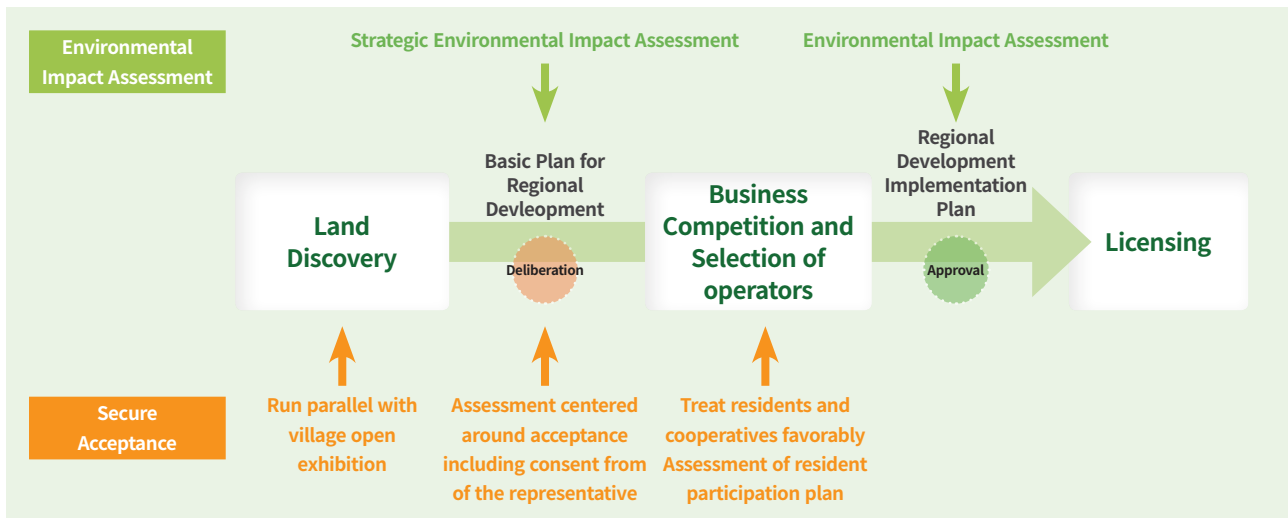 Environmental
Impact Assessment
Strategic Environmental Impact Assessment
Environmental Impact Assessment
Basic Plan for
Regional
Devleopment
Deliberation
Regional
Development
Implementation
Plan
Approval
Land
Discovery
Business
Competition and
Selection of
operators
Licensing
Secure
Acceptance
Run parallel with
village open
exhibition
Assessment centered
around acceptance
including consent from
of the representative
Treat residents and
cooperatives favorably
Assessment of resident
participation plan